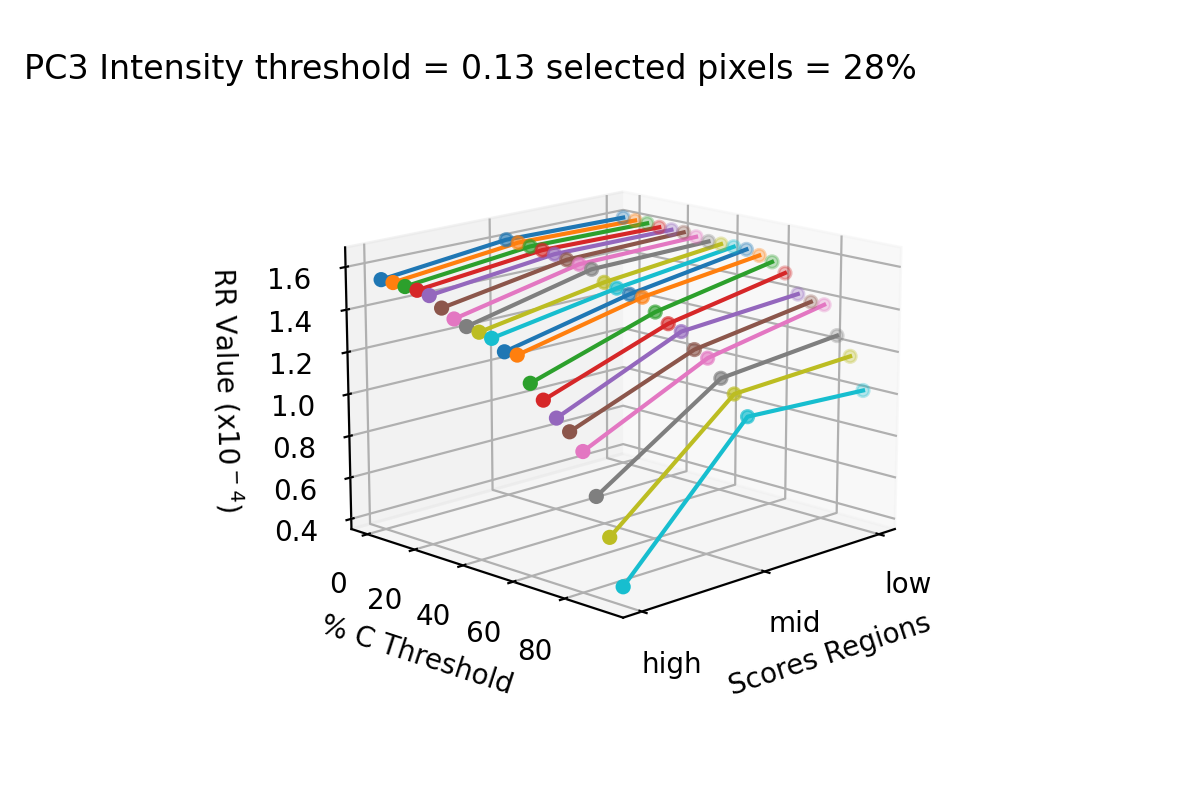 PC3 Intensity threshold = 0.13 selected pixels = 28%
1.6
1.4
1.2
1.0
0.8
0.6
0.4
RR Value (x10⁻⁴)
0
20
40
60
80
% C Threshold
high
mid
low
Scores Regions